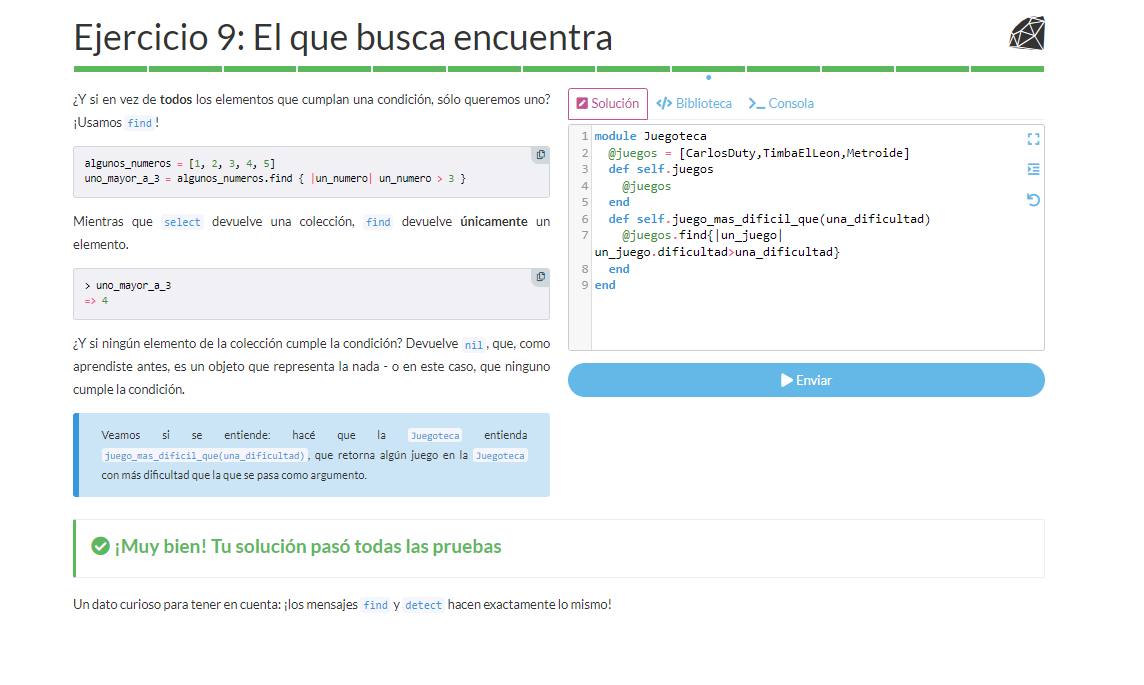 Ejercicio 9: El que busca encuentra
¿Y si en vez de todos los elementos que cumplan una condición, sólo queremos uno?
¡Usamos find !
algunos_numeros = [1, 2, 3, 4, 5]
uno_mayor_a_3 = algunos_numeros.find { |un_numero| un_numero > 3 }
Mientras que select devuelve una colección, find devuelve únicamente un
elemento.
> uno_mayor_a_3
=> 4
¿Y si ningún elemento de la colección cumple la condición? Devuelve nil , que, como
aprendiste antes, es un objeto que representa la nada - o en este caso, que ninguno
cumple la condición.
Veamos si se entiende: hacé que la Juegoteca entienda
juego_mas_dificil_que(una_dificultad) , que retorna algún juego en la Juegoteca
con más dificultad que la que se pasa como argumento.
Solución </> Biblioteca >_ Consola
1 module Juegoteca
2   @juegos = [CarlosDuty,TimbaElLeon,Metroide]
3   def self.juegos
4     @juegos
5   end
6   def self.juego_mas_dificil_que(una_dificultad)
7     @juegos.find{|un_juego|
un_juego.dificultad>una_dificultad}
8   end
9 end
Enviar
¡Muy bien! Tu solución pasó todas las pruebas
Un dato curioso para tener en cuenta: ¡los mensajes find y detect hacen exactamente lo mismo!